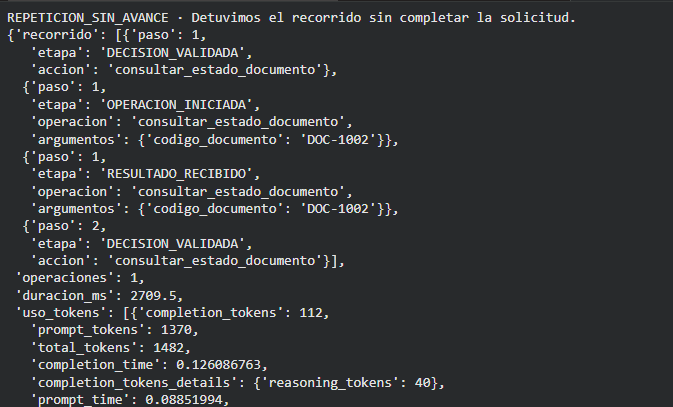 REPETICION_SIN_AVANCE · Detuvimos el recorrido sin completar la solicitud.
{'recorrido': [{'paso': 1,
'etapa': 'DECISION_VALIDADA',
'accion': 'consultar_estado_documento'},
{'paso': 1,
'etapa': 'OPERACION_INICIADA',
'operacion': 'consultar_estado_documento',
'argumentos': {'codigo_documento': 'DOC-1002'}},
{'paso': 1,
'etapa': 'RESULTADO_RECIBIDO',
'operacion': 'consultar_estado_documento',
'argumentos': {'codigo_documento': 'DOC-1002'}},
{'paso': 2,
'etapa': 'DECISION_VALIDADA',
'accion': 'consultar_estado_documento'}],
'operaciones': 1,
'duracion_ms': 2709.5,
'uso_tokens': [{'completion_tokens': 112,
'prompt_tokens': 1370,
'total_tokens': 1482,
'completion_time': 0.126086763,
'completion_tokens_details': {'reasoning_tokens': 40},
'prompt_time': 0.08851994,